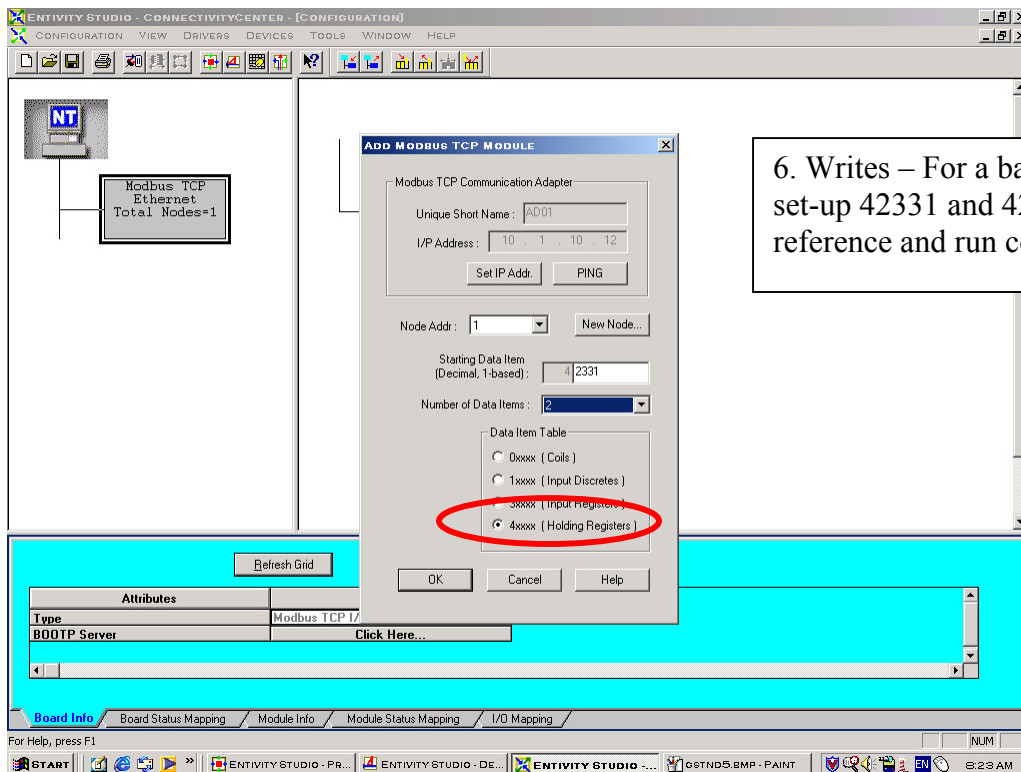 ENTIVITY STUDIO - CONNECTIVITYCENTER - [CONFIGURATION]
CONFIGURATION VIEW DRIVERS DEVICES TOOLS WINDOW HELP
NT
Modbus TCP
Ethernet
Total Nodes=1
ADD MODBUS TCP MODULE
Modbus TCP Communication Adapter
Unique Short Name : AD01
I/P Address : 10 . 1 . 10 . 12
Set IP Addr. PING
Node Addr : 1 New Node...
Starting Data Item
(Decimal, 1-based) : 4 2331
Number of Data Items : 2
Data Item Table
0xxxx ( Coils )
1xxxx ( Input Discretes )
3xxxx ( Input Registers )
4xxxx ( Holding Registers )
OK Cancel Help
6. Writes – For a ba
set-up 42331 and 42
reference and run co
Refresh Grid
Attributes
Type Modbus TCP I/
BOOTP Server Click Here...
Board Info Board Status Mapping Module Info Module Status Mapping I/O Mapping
For Help, press F1 NUM
START » ENTIVITY STUDIO - PR... ENTIVITY STUDIO - DE... ENTIVITY STUDIO -... GSTND5.BMP - PAINT EN 8:23 AM